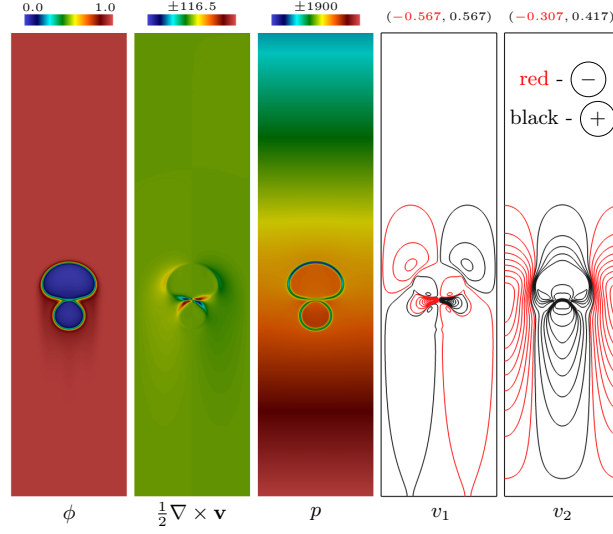 0.0 1.0 ±116.5 ±1900 (−0.567, 0.567) (−0.307, 0.417)
red - −
black - +
ϕ ½∇ × v p v₁ v₂